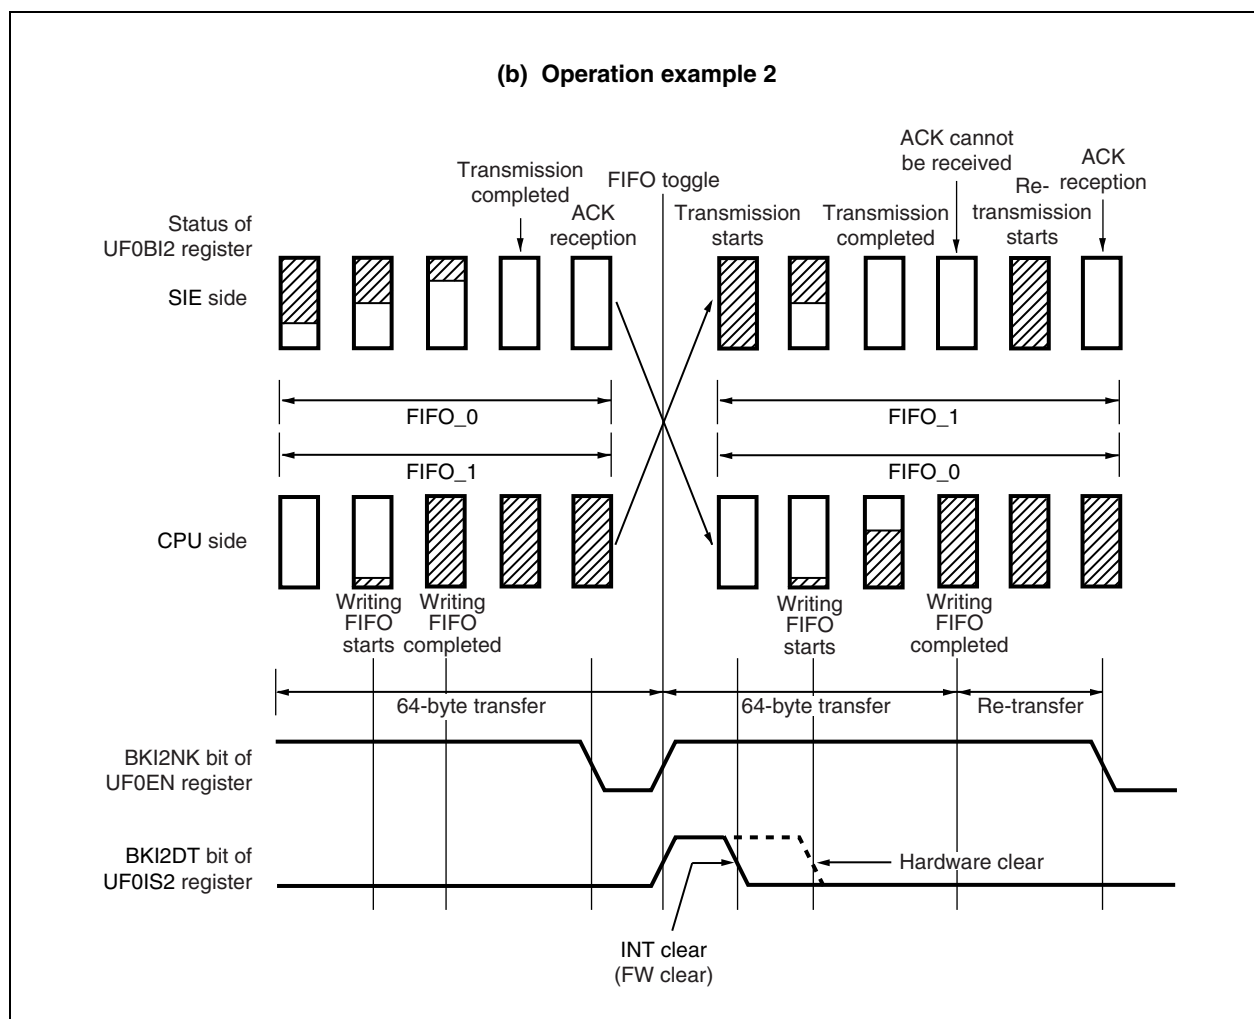 (b) Operation example 2
ACK cannot
be received
ACK
reception
Transmission
completed
FIFO toggle
Re-
transmission
starts
Status of
UF0BI2 register
ACK
reception
Transmission
starts
Transmission
completed
SIE side
FIFO_0
FIFO_1
FIFO_1
FIFO_0
CPU side
Writing
FIFO
starts
Writing
FIFO
completed
Writing
FIFO
starts
Writing
FIFO
completed
64-byte transfer
64-byte transfer
Re-transfer
BKI2NK bit of
UF0EN register
BKI2DT bit of
UF0IS2 register
Hardware clear
INT clear
(FW clear)